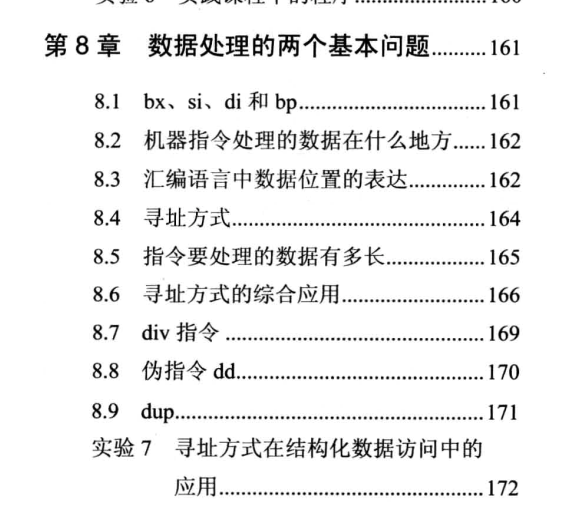 第 8 章 数据处理的两个基本问题..........161
8.1 bx、si、di 和 bp..................................161
8.2 机器指令处理的数据在什么地方......162
8.3 汇编语言中数据位置的表达..............162
8.4 寻址方式..............................................164
8.5 指令要处理的数据有多长..................165
8.6 寻址方式的综合应用..........................166
8.7 div 指令 ...............................................169
8.8 伪指令 dd.............................................170
8.9 dup........................................................171
实验 7 寻址方式在结构化数据访问中的
应用................................................172